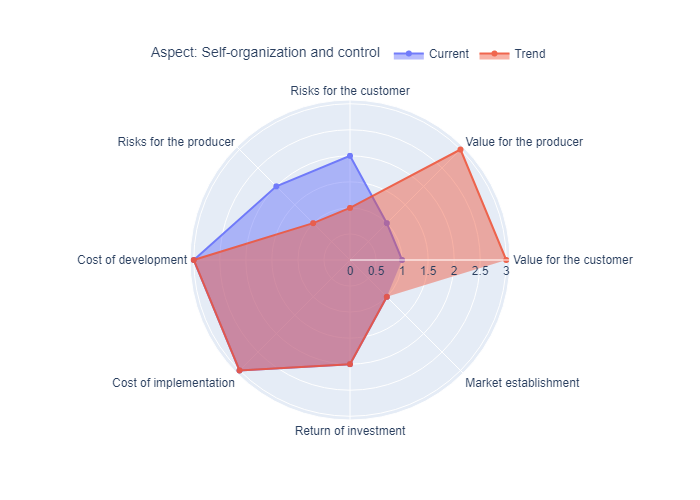 Aspect: Self-organization and control Current Trend
Risks for the customer
Risks for the producer Value for the producer
Cost of development 0 0.5 1 1.5 2 2.5 3 Value for the customer
Cost of implementation Market establishment
Return of investment